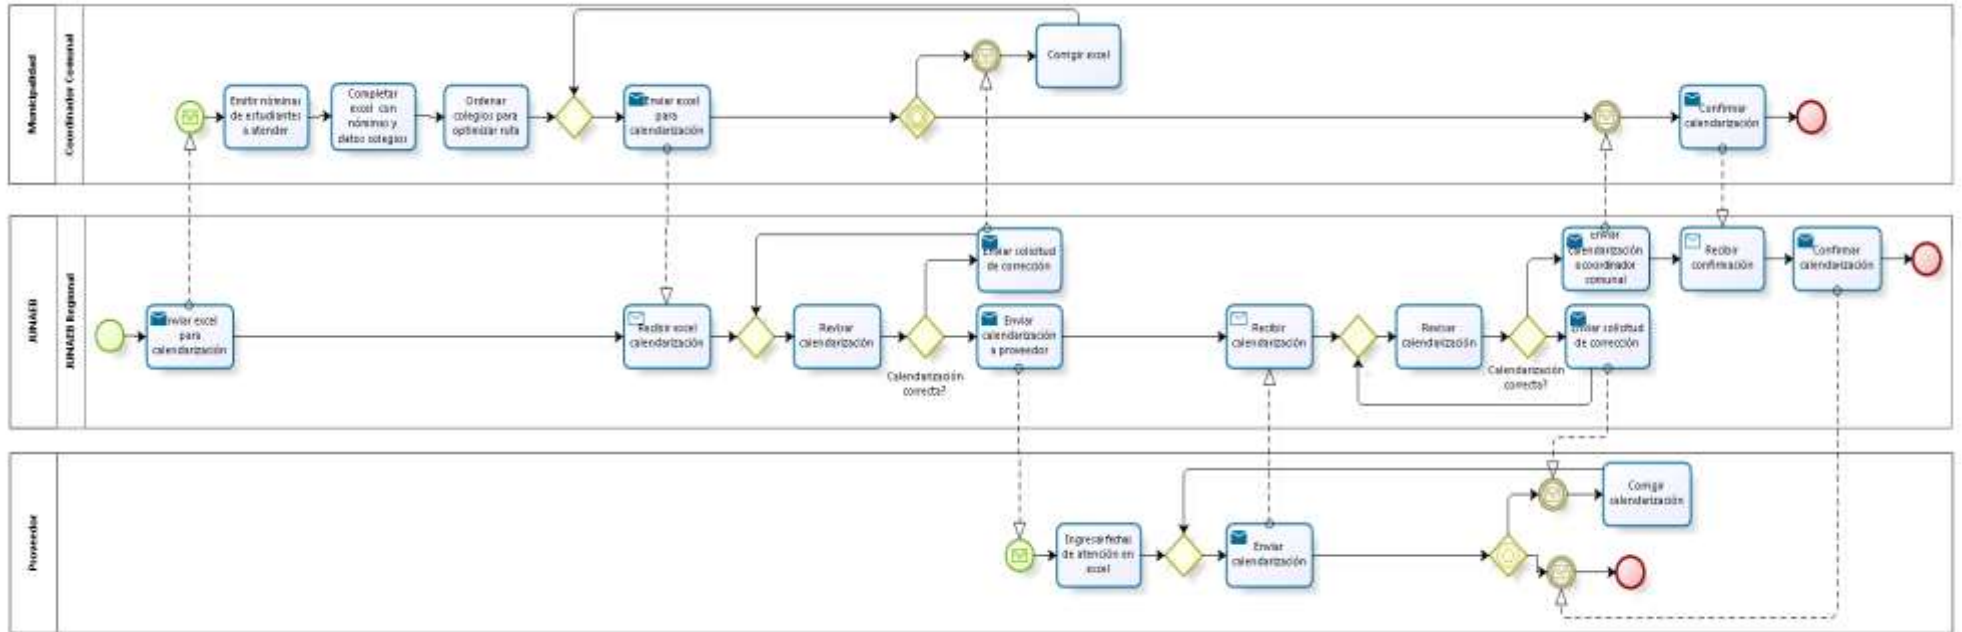 Municipalidad
Coordinador Comunal
Emitir nóminas
de estudiantes
a atender
Completar
excel con
nóminas y
datos colegios
Ordenar
colegios para
optimizar ruta
Enviar excel
para
calendarización
Corregir excel
Confirmar
calendarización
JUNAEB
JUNAEB Regional
Enviar excel
para
calendarización
Recibir excel
calendarización
Revisar
calendarización
Calendarización
correcta?
Enviar solicitud
de corrección
Enviar
calendarización
a proveedor
Recibir
calendarización
Revisar
calendarización
Calendarización
correcta?
Enviar
calendarización
a coordinador
comunal
Enviar solicitud
de corrección
Recibir
confirmación
Confirmar
calendarización
Proveedor
Ingresar fechas
de atención en
excel
Enviar
calendarización
Corregir
calendarización